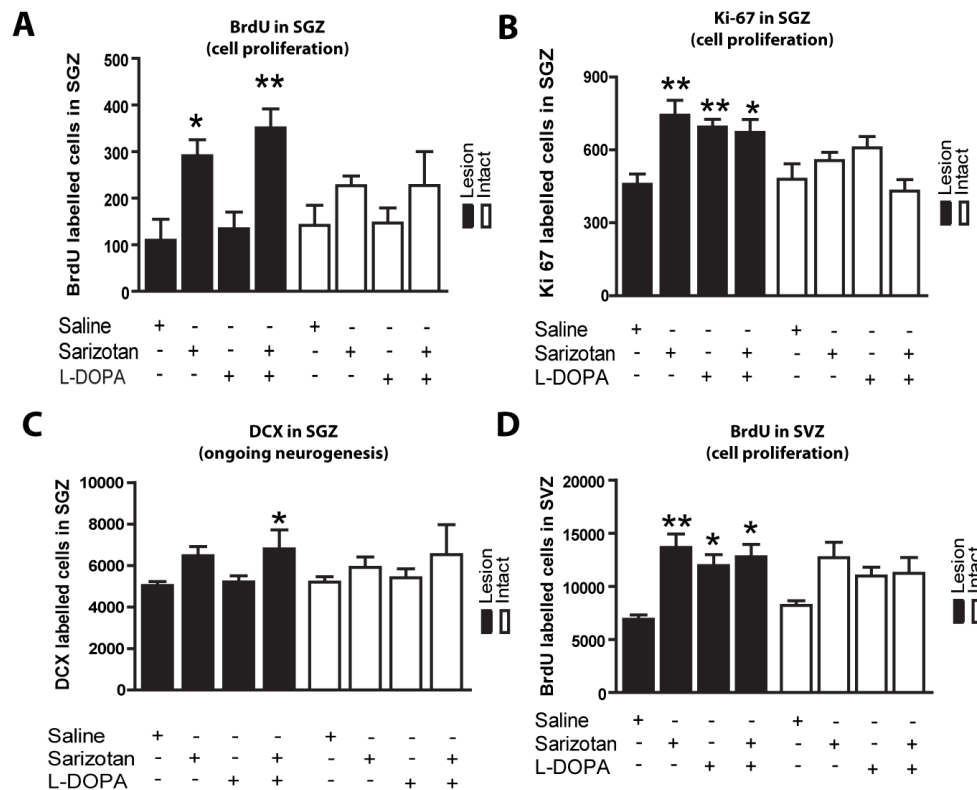 A
BrdU in SGZ
(cell proliferation)
BrdU labelled cells in SGZ
500
400
300
200
100
0
*
**
Lesion
Intact
Saline + - - - + - - -
Sarizotan - + - + - + - +
L-DOPA - - + + - - + +
B
Ki-67 in SGZ
(cell proliferation)
Ki 67 labelled cells in SGZ
900
600
300
0
**
**
*
Lesion
Intact
Saline + - - - + - - -
Sarizotan - + - + - + - +
L-DOPA - - + + - - + +
C
DCX in SGZ
(ongoing neurogenesis)
DCX labelled cells in SGZ
10000
8000
6000
4000
2000
0
*
Lesion
Intact
Saline + - - - + - - -
Sarizotan - + - + - + - +
L-DOPA - - + + - - + +
D
BrdU in SVZ
(cell proliferation)
BrdU labelled cells in SVZ
20000
15000
10000
5000
0
**
*
*
Lesion
Intact
Saline + - - - + - - -
Sarizotan - + - + - + - +
L-DOPA - - + + - - + +